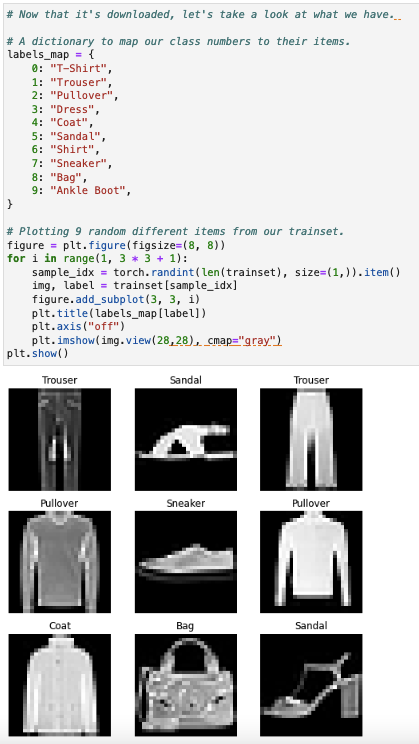 # Now that it's downloaded, let's take a look at what we have.
# A dictionary to map our class numbers to their items.
labels_map = {
    0: "T-Shirt",
    1: "Trouser",
    2: "Pullover",
    3: "Dress",
    4: "Coat",
    5: "Sandal",
    6: "Shirt",
    7: "Sneaker",
    8: "Bag",
    9: "Ankle Boot",
}
# Plotting 9 random different items from our trainset.
figure = plt.figure(figsize=(8, 8))
for i in range(1, 3 * 3 + 1):
    sample_idx = torch.randint(len(trainset), size=(1,)).item()
    img, label = trainset[sample_idx]
    figure.add_subplot(3, 3, i)
    plt.title(labels_map[label])
    plt.axis("off")
    plt.imshow(img.view(28,28), cmap="gray")
plt.show()
Trouser Sandal Trouser
Pullover Sneaker Pullover
Coat Bag Sandal